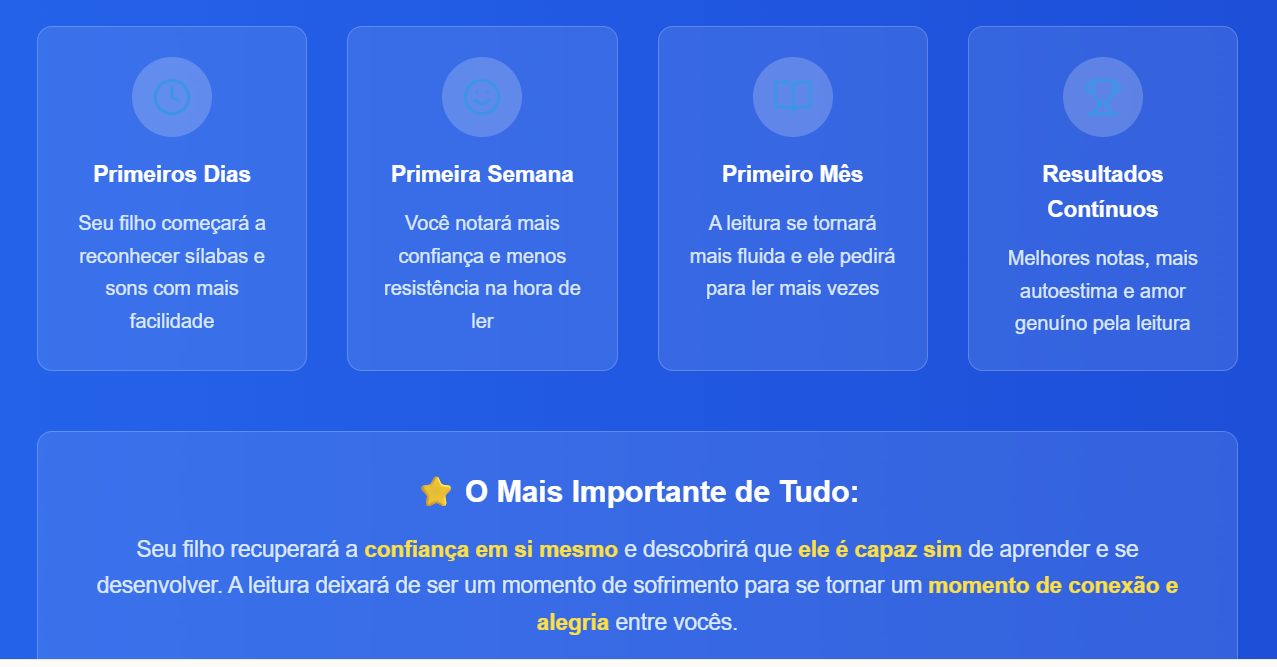 Primeiros Dias
Seu filho começará a
reconhecer sílabas e
sons com mais
facilidade
Primeira Semana
Você notará mais
confiança e menos
resistência na hora de
ler
Primeiro Mês
A leitura se tornará
mais fluida e ele pedirá
para ler mais vezes
Resultados
Contínuos
Melhores notas, mais
autoestima e amor
genuíno pela leitura
⭐ O Mais Importante de Tudo:
Seu filho recuperará a confiança em si mesmo e descobrirá que ele é capaz sim de aprender e se
desenvolver. A leitura deixará de ser um momento de sofrimento para se tornar um momento de conexão e
alegria entre vocês.